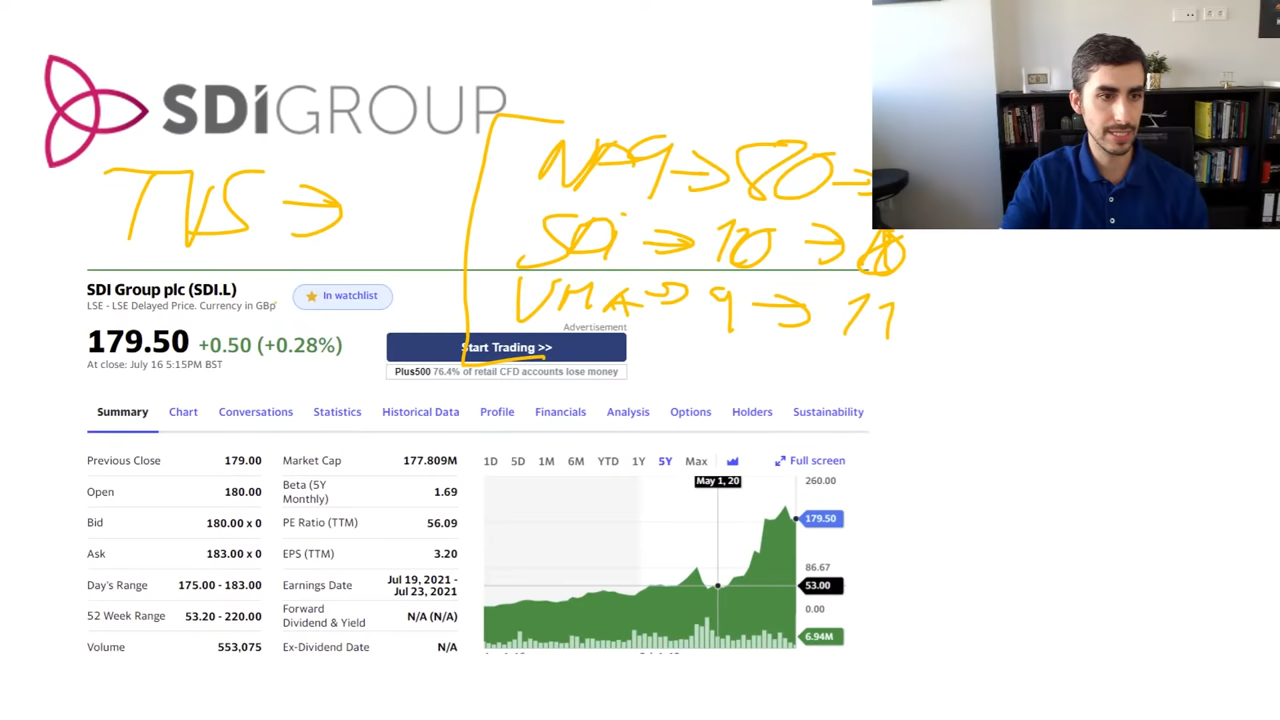 SDI GROUP
TVS →
→ 80 →
SDi → 10 →
VMA → 9 → 11
SDI Group plc (SDI.L)
In watchlist
LSE - LSE Delayed Price. Currency in GBp
179.50 +0.50 (+0.28%)
At close: July 16 5:15PM BST
Advertisement
Start Trading >>
Plus500 76.4% of retail CFD accounts lose money
Summary Chart Conversations Statistics Historical Data Profile Financials Analysis Options Holders Sustainability
Previous Close 179.00
Open 180.00
Bid 180.00 x 0
Ask 183.00 x 0
Day's Range 175.00 - 183.00
52 Week Range 53.20 - 220.00
Volume 553,075
Market Cap 177.809M
Beta (5Y Monthly) 1.69
PE Ratio (TTM) 56.09
EPS (TTM) 3.20
Earnings Date Jul 19, 2021 - Jul 23, 2021
Forward Dividend & Yield N/A (N/A)
Ex-Dividend Date N/A
1D 5D 1M 6M YTD 1Y 5Y Max Full screen
May 1, 20
260.00
179.50
86.67
53.00
0.00
6.94M